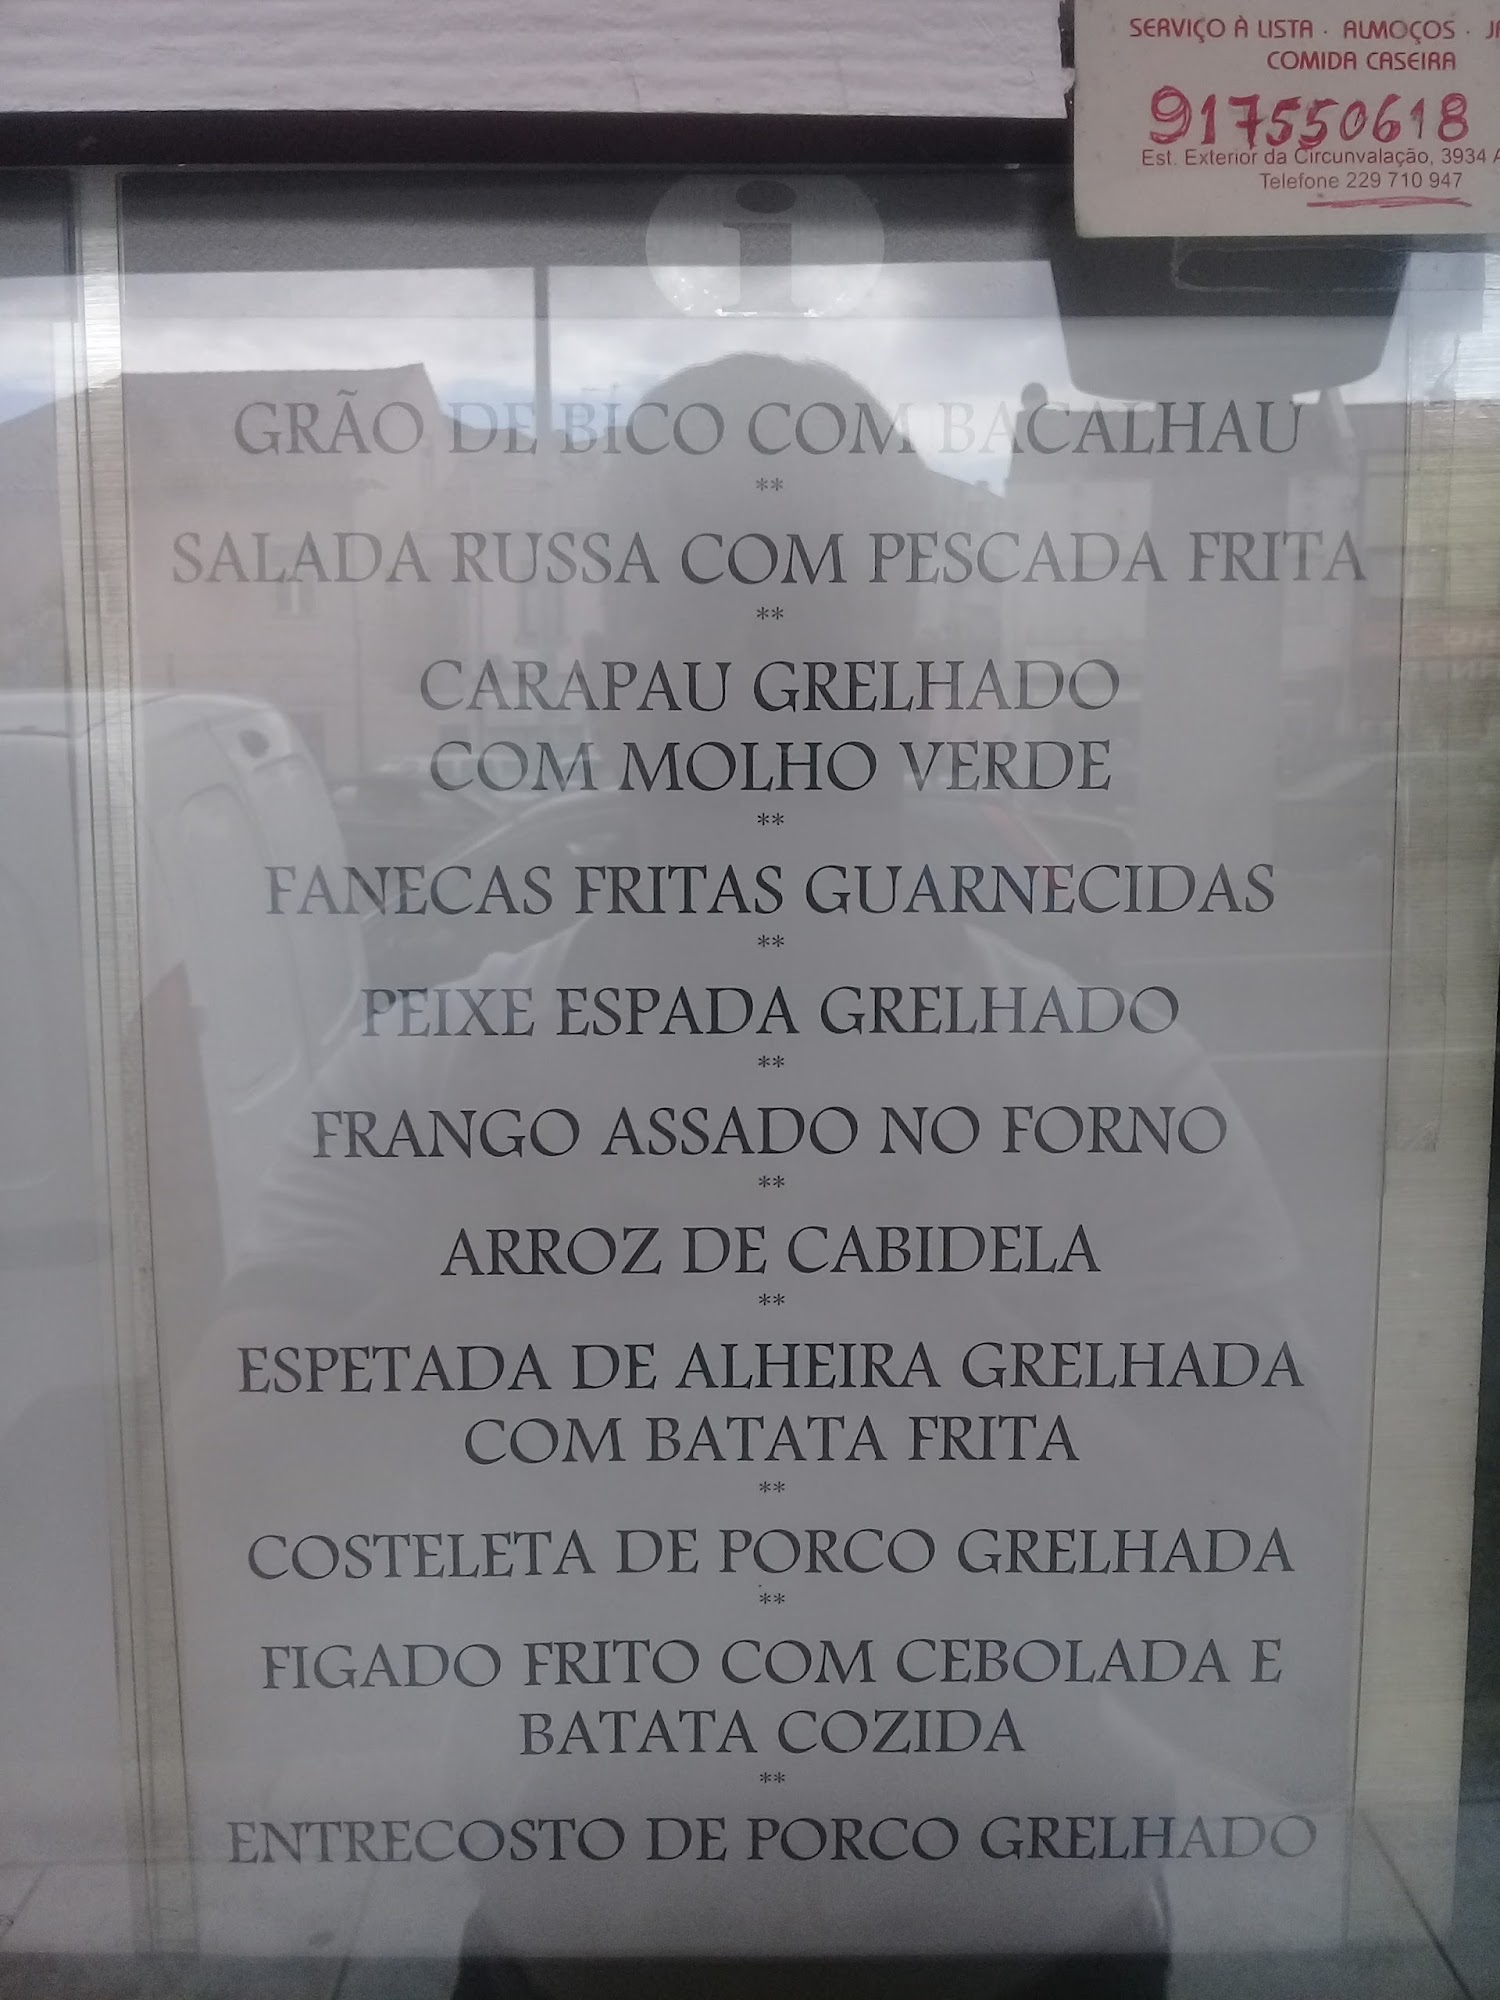 SERVIÇO À LISTA · ALMOÇOS ·
COMIDA CASEIRA
917550618
Est. Exterior da Circunvalação, 3934
Telefone 229 710 947
i
GRÃO DE BICO COM BACALHAU
**
SALADA RUSSA COM PESCADA FRITA
**
CARAPAU GRELHADO
COM MOLHO VERDE
**
FANECAS FRITAS GUARNECIDAS
**
PEIXE ESPADA GRELHADO
**
FRANGO ASSADO NO FORNO
**
ARROZ DE CABIDELA
**
ESPETADA DE ALHEIRA GRELHADA
COM BATATA FRITA
**
COSTELETA DE PORCO GRELHADA
**
FIGADO FRITO COM CEBOLADA E
BATATA COZIDA
**
ENTRECOSTO DE PORCO GRELHADO